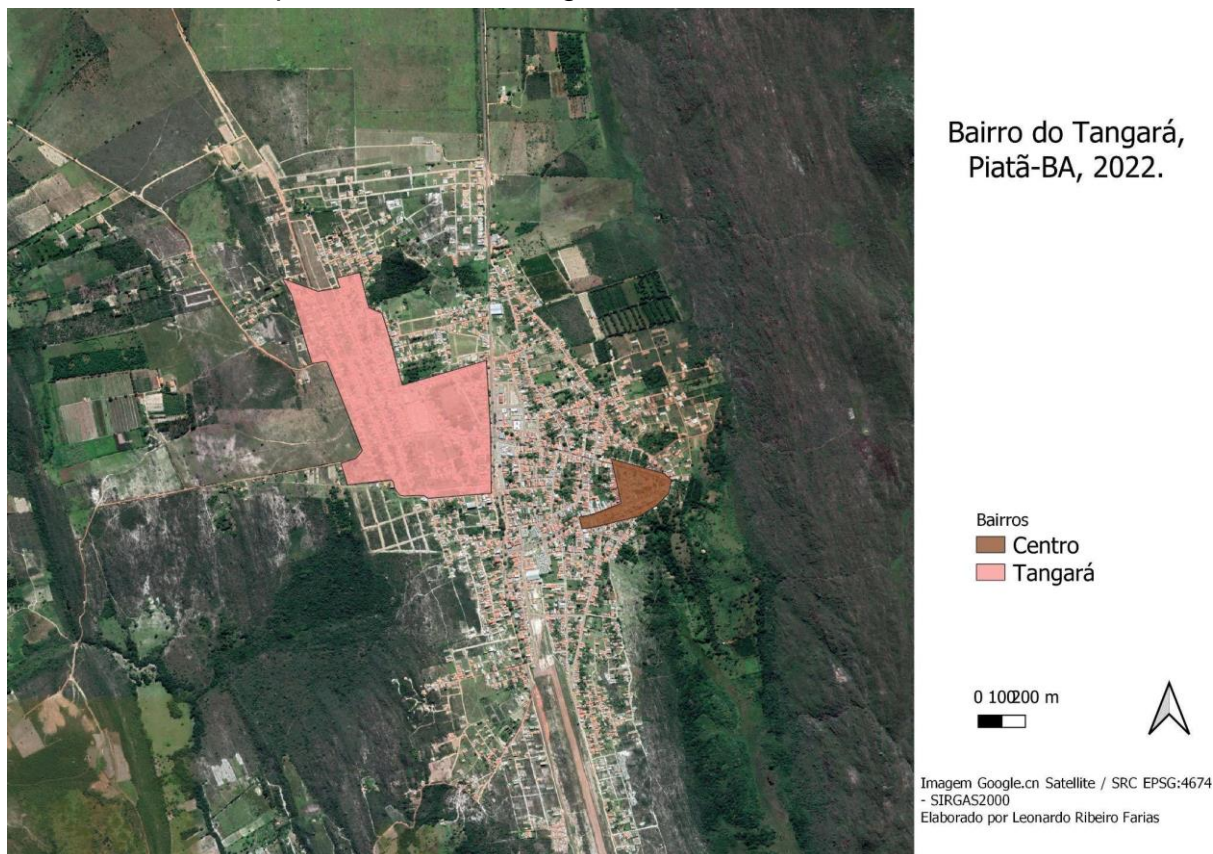 Bairro do Tangará,
Piatã-BA, 2022.
Bairros
Centro
Tangará
0 100200 m
Imagem Google.cn Satellite / SRC EPSG:4674
- SIRGAS2000
Elaborado por Leonardo Ribeiro Farias